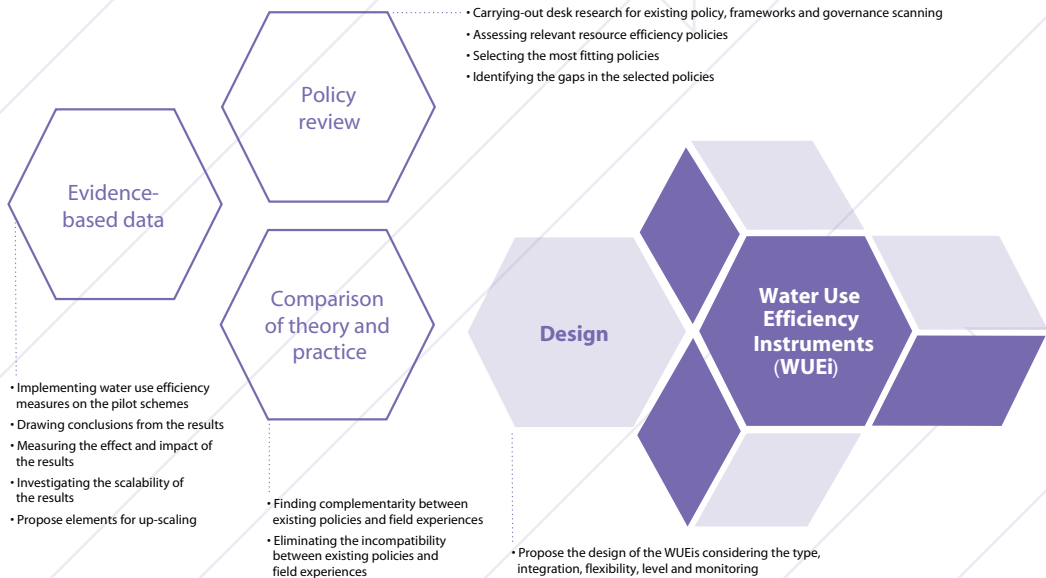 • Carrying-out desk research for existing policy, frameworks and governance scanning
• Assessing relevant resource efficiency policies
• Selecting the most fitting policies
• Identifying the gaps in the selected policies
Policy
review
Evidence-
based data
Comparison
of theory and
practice
Design
Water Use
Efficiency
Instruments
(WUEi)
• Implementing water use efficiency
measures on the pilot schemes
• Drawing conclusions from the results
• Measuring the effect and impact of
the results
• Investigating the scalability of
the results
• Propose elements for up-scaling
• Finding complementarity between
existing policies and field experiences
• Eliminating the incompatibility
between existing policies and
field experiences
• Propose the design of the WUEis considering the type,
integration, flexibility, level and monitoring